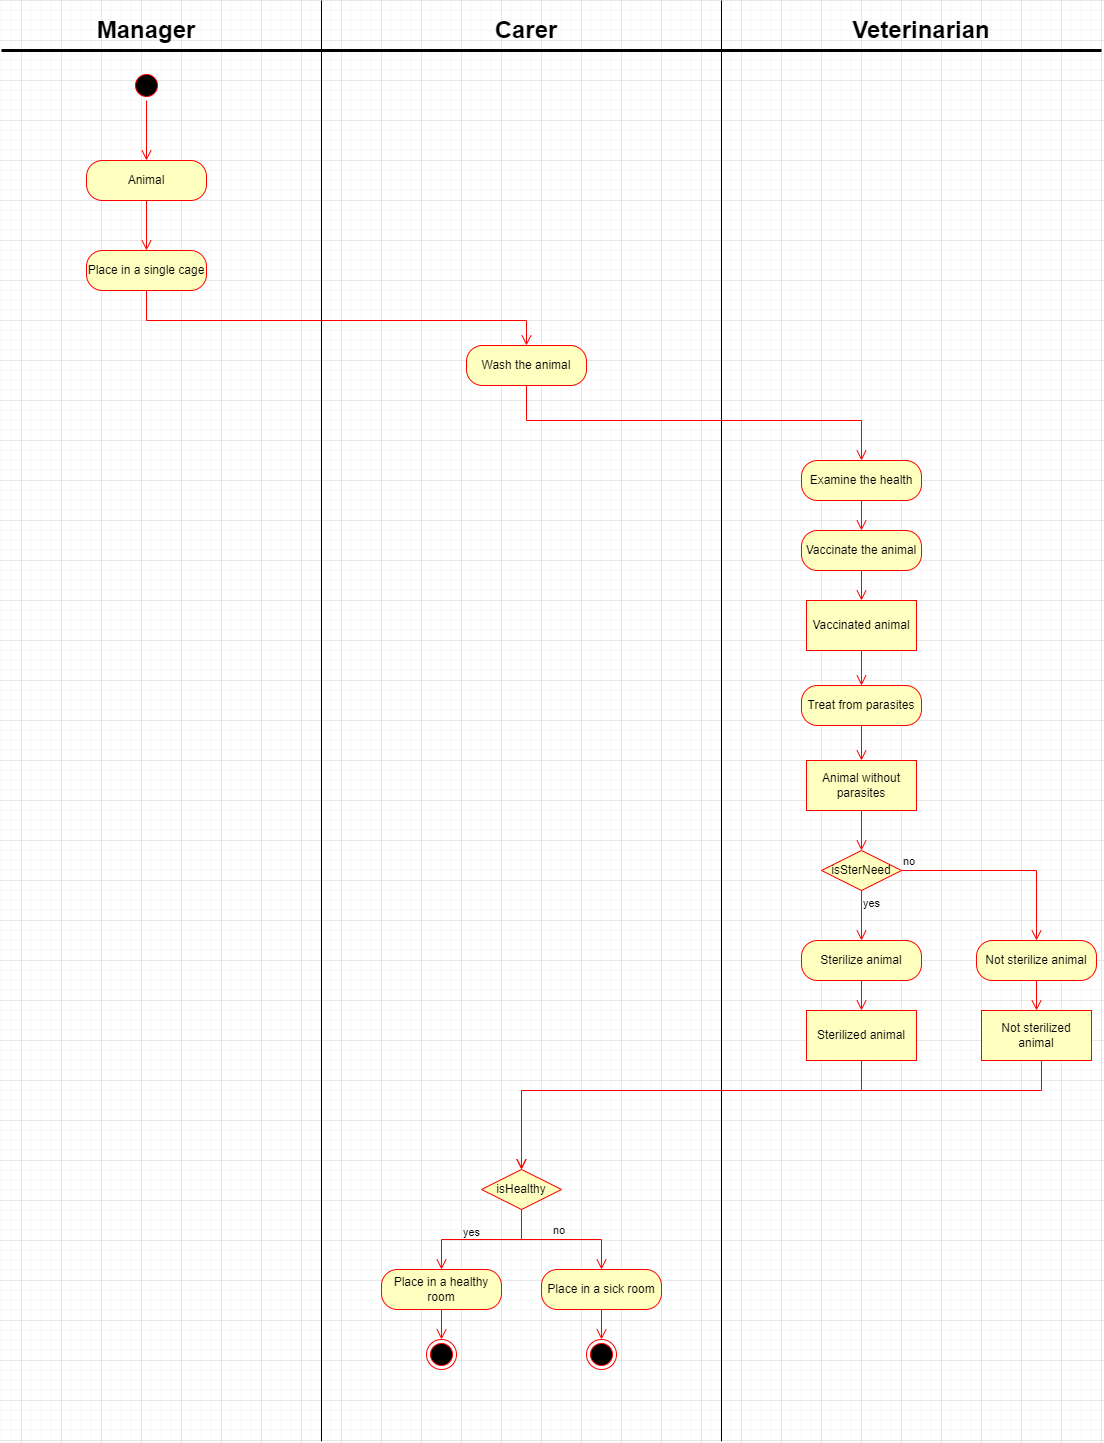 Manager
Carer
Veterinarian
Animal
Place in a single cage
Wash the animal
Examine the health
Vaccinate the animal
Vaccinated animal
Treat from parasites
Animal without
parasites
isSterNeed
no
yes
Sterilize animal
Not sterilize animal
Sterilized animal
Not sterilized
animal
isHealthy
yes
no
Place in a healthy
room
Place in a sick room